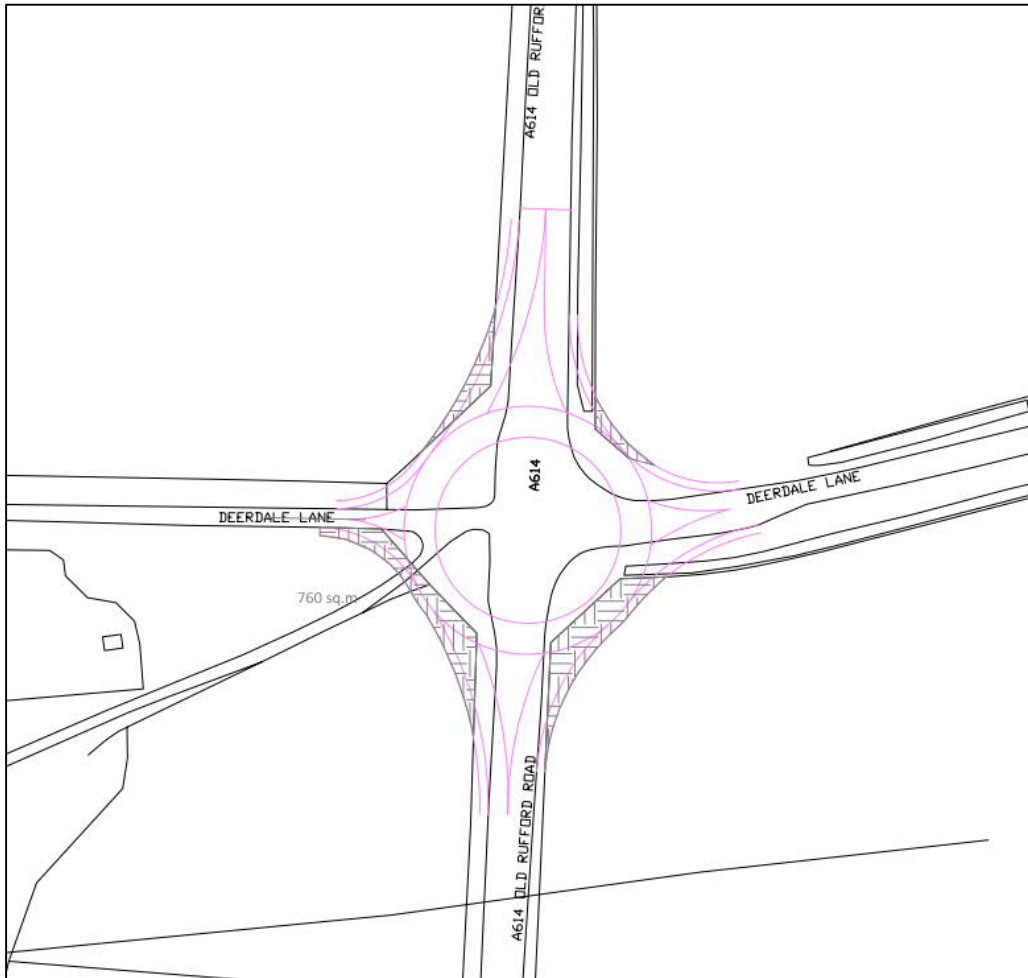 A614 OLD RUFFOR
A614
DEERDALE LANE
DEERDALE LANE
760 sq.m
A614 OLD RUFFORD ROAD